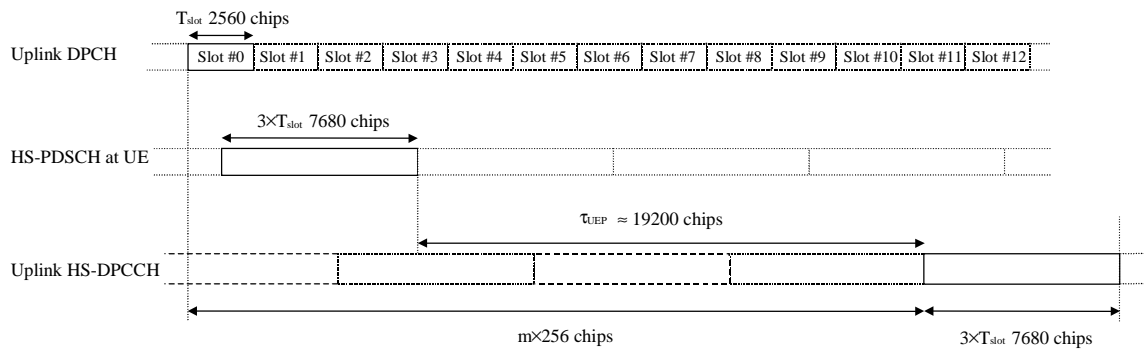 Tslot 2560 chips
Uplink DPCH
Slot #0 Slot #1 Slot #2 Slot #3 Slot #4 Slot #5 Slot #6 Slot #7 Slot #8 Slot #9 Slot #10 Slot #11 Slot #12
3×Tslot 7680 chips
HS-PDSCH at UE
τUEP ≈ 19200 chips
Uplink HS-DPCCH
m×256 chips
3×Tslot 7680 chips